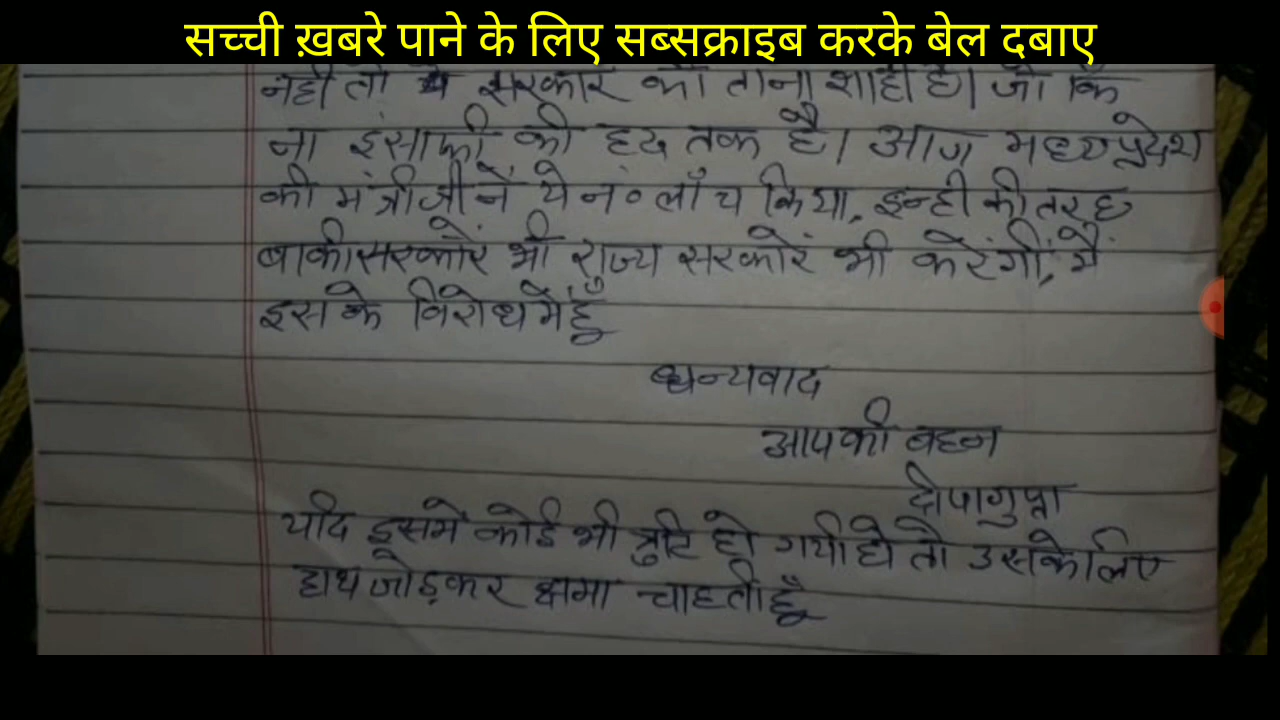 सच्ची ख़बरे पाने के लिए सब्सक्राइब करके बेल दबाए
नही तो ये सरकार की ताना शाही है। जो कि
ना इंसाफी की हद तक है। आज मध्यप्रदेश
की मंत्रीजी नें ये नं॰ लाँच किया, इन्ही की तरह
बाकी सरकारें भी राज्य सरकारें भी करेंगीं, मैं
इस के विरोध में हूँ
धन्यवाद
आपकी बहन
दीपा गुप्ता
यदि इसमें कोई भी त्रुटि हो गयी हो तो उसके लिए
हाथ जोड़कर क्षमा चाहती हूँ